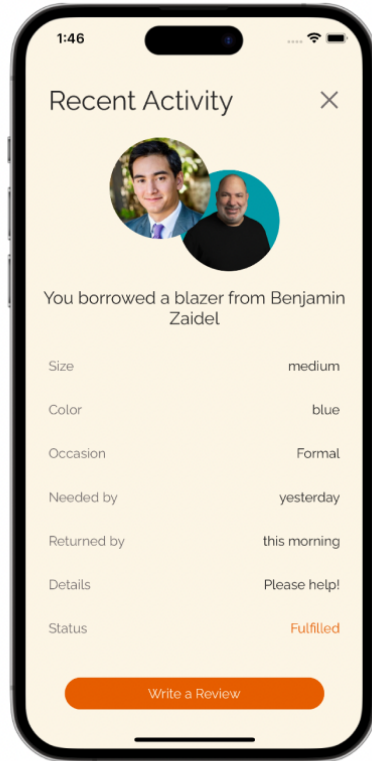 1:46
Recent Activity
You borrowed a blazer from Benjamin
Zaidel
Size medium
Color blue
Occasion Formal
Needed by yesterday
Returned by this morning
Details Please help!
Status Fulfilled
Write a Review